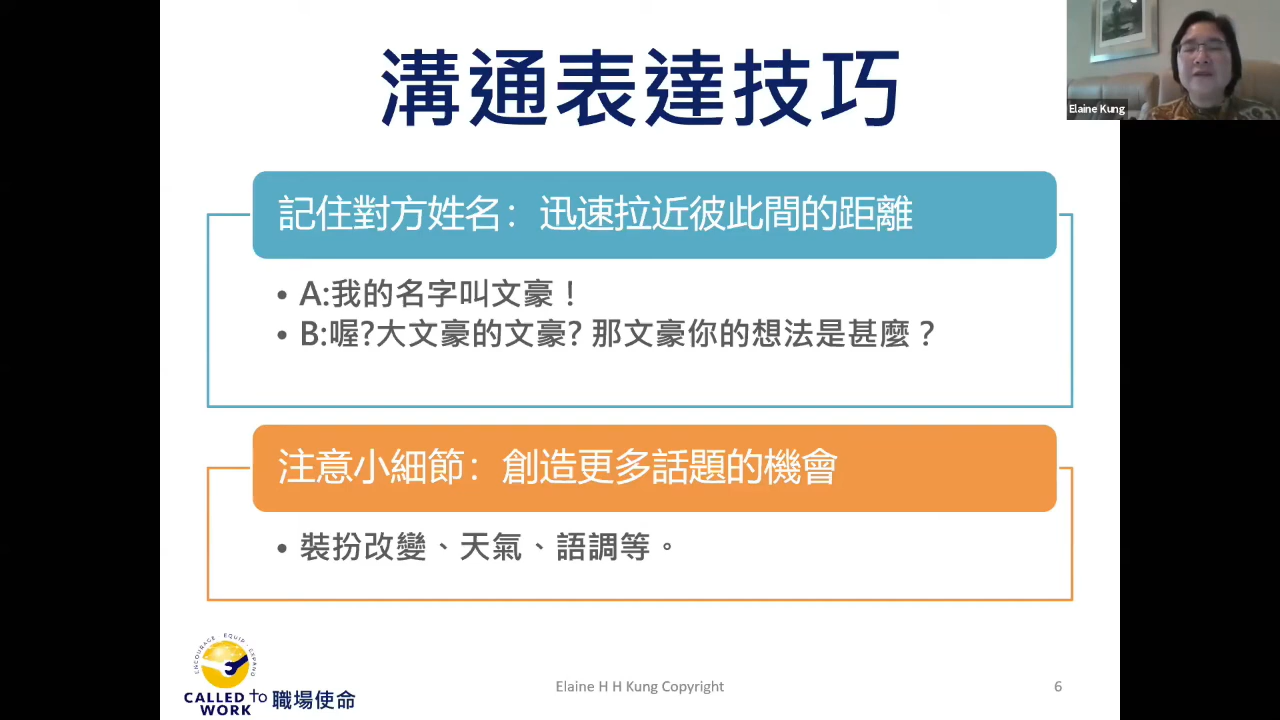 溝通表達技巧
Elaine Kung
記住對方姓名：迅速拉近彼此間的距離
• A:我的名字叫文豪！
• B:喔?大文豪的文豪? 那文豪你的想法是甚麼？
注意小細節：創造更多話題的機會
• 裝扮改變、天氣、語調等。
ENCOURAGE · EQUIP · EXPAND
CALLED to WORK 職場使命
Elaine H H Kung Copyright
6